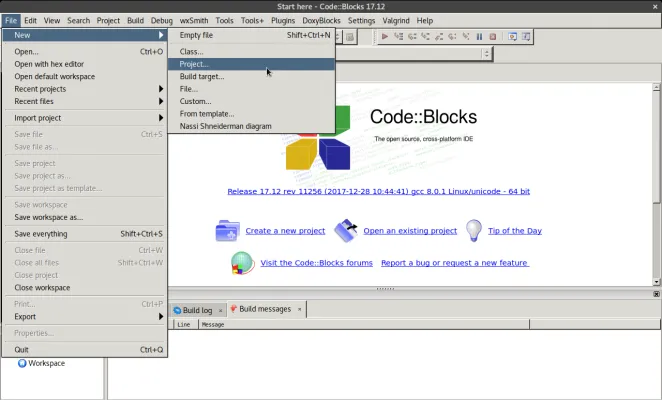 Start here - Code::Blocks 17.12
File Edit View Search Project Build Debug wxSmith Tools Tools+ Plugins DoxyBlocks Settings Valgrind Help
New
Open... Ctrl+O
Open with hex editor
Open default workspace
Recent projects
Recent files
Import project
Save file Ctrl+S
Save file as...
Save project
Save project as...
Save project as template...
Save workspace
Save workspace as...
Save everything Shift+Ctrl+S
Close file Ctrl+W
Close all files Shift+Ctrl+W
Close project
Close workspace
Print... Ctrl+P
Export
Properties...
Quit Ctrl+Q
Empty file Shift+Ctrl+N
Class...
Project...
Build target...
File...
Custom...
From template...
Nassi Shneiderman diagram
Code::Blocks
The open source, cross-platform IDE
Release 17.12 rev 11256 (2017-12-28 10:44:41) gcc 8.0.1 Linux/unicode - 64 bit
Create a new project Open an existing project Tip of the Day
Visit the Code::Blocks forums Report a bug or request a new feature
Build log Build messages
Line Message
Workspace